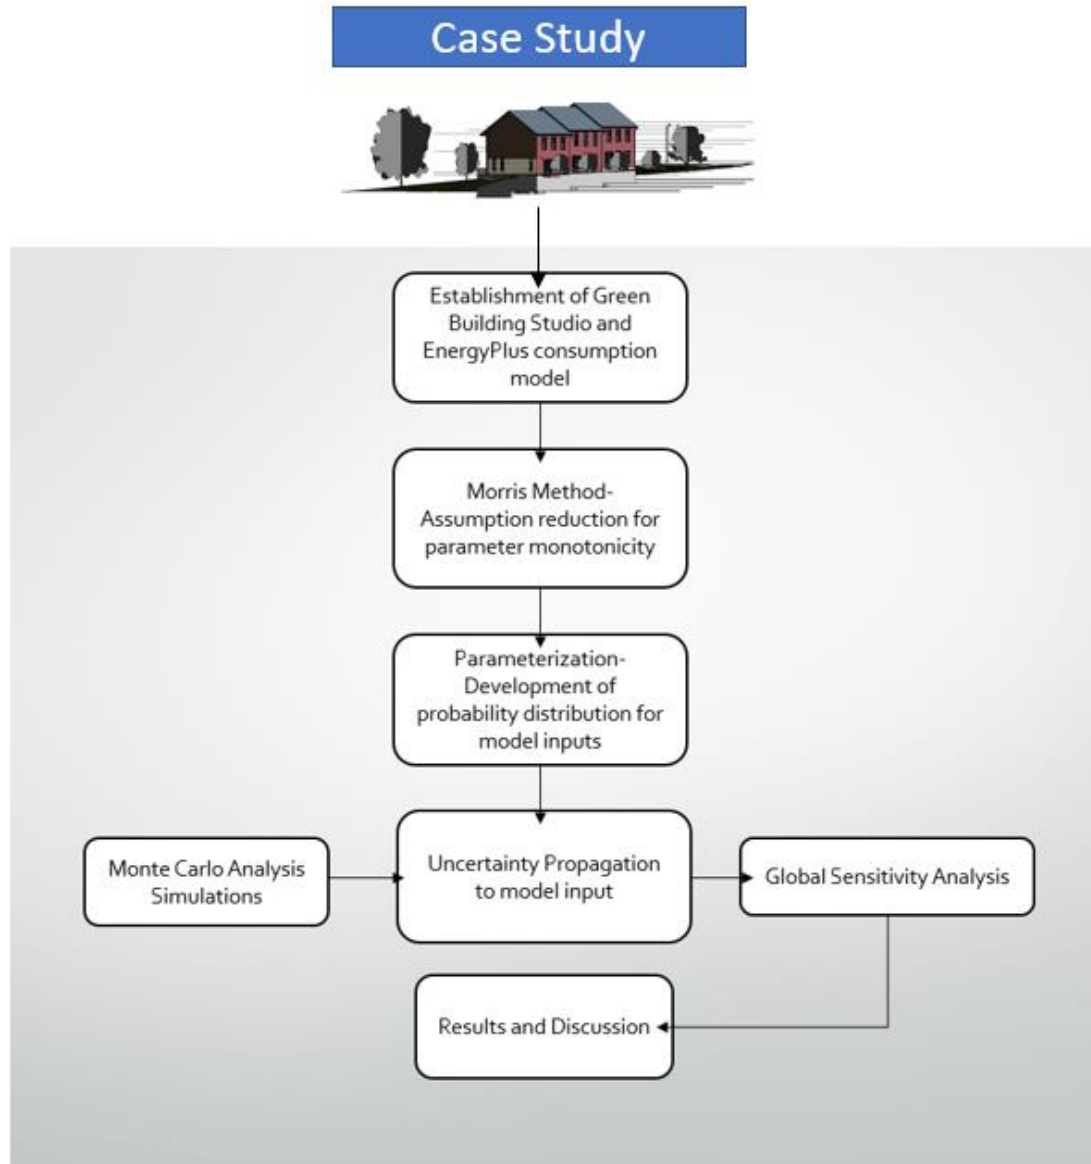 Case Study
Establishment of Green
Building Studio and
EnergyPlus consumption
model
Morris Method-
Assumption reduction for
parameter monotonicity
Parameterization-
Development of
probability distribution for
model inputs
Monte Carlo Analysis
Simulations
Uncertainty Propagation
to model input
Global Sensitivity Analysis
Results and Discussion